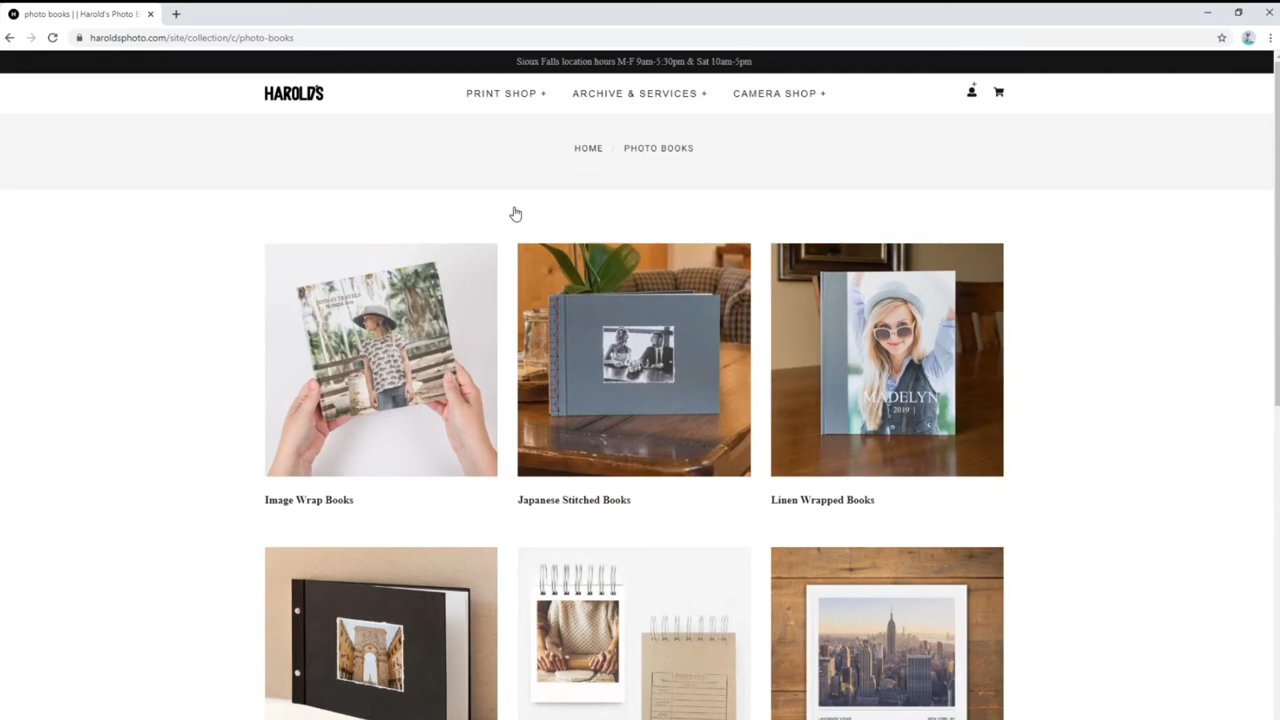 photo books | | Harold's Photo E
haroldsphoto.com/site/collection/c/photo-books
Sioux Falls location hours M-F 9am-5:30pm & Sat 10am-5pm
HAROLD'S
PRINT SHOP +
ARCHIVE & SERVICES +
CAMERA SHOP +
HOME / PHOTO BOOKS
MADELYN
| 2019 |
Image Wrap Books
Japanese Stitched Books
Linen Wrapped Books